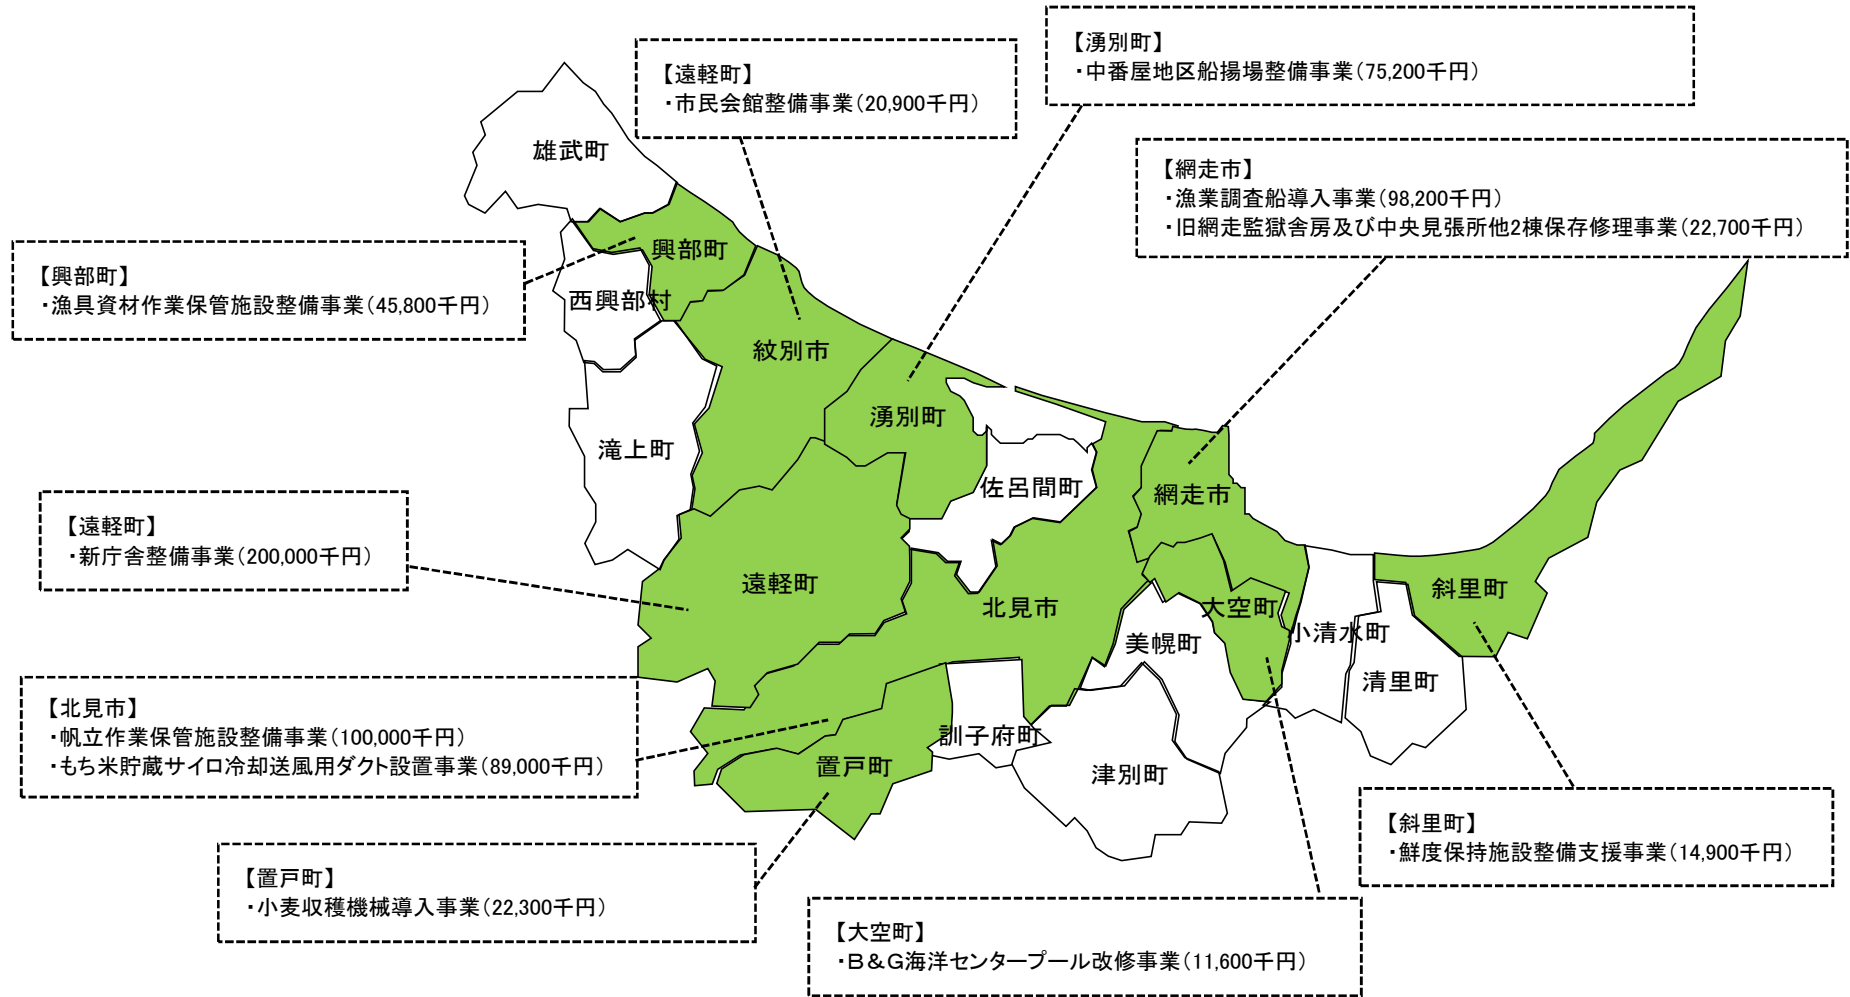 【湧別町】
・中番屋地区船揚場整備事業(75,200千円)
【遠軽町】
・市民会館整備事業(20,900千円)
【網走市】
・漁業調査船導入事業(98,200千円)
・旧網走監獄舎房及び中央見張所他2棟保存修理事業(22,700千円)
【興部町】
・漁具資材作業保管施設整備事業(45,800千円)
雄武町
興部町
西興部村
紋別市
湧別町
滝上町
佐呂間町
網走市
【遠軽町】
・新庁舎整備事業(200,000千円)
遠軽町
北見市
大空町
斜里町
美幌町
小清水町
清里町
【北見市】
・帆立作業保管施設整備事業(100,000千円)
・もち米貯蔵サイロ冷却送風用ダクト設置事業(89,000千円)
訓子府町
置戸町
津別町
【斜里町】
・鮮度保持施設整備支援事業(14,900千円)
【置戸町】
・小麦収穫機械導入事業(22,300千円)
【大空町】
・B&G海洋センタープール改修事業(11,600千円)